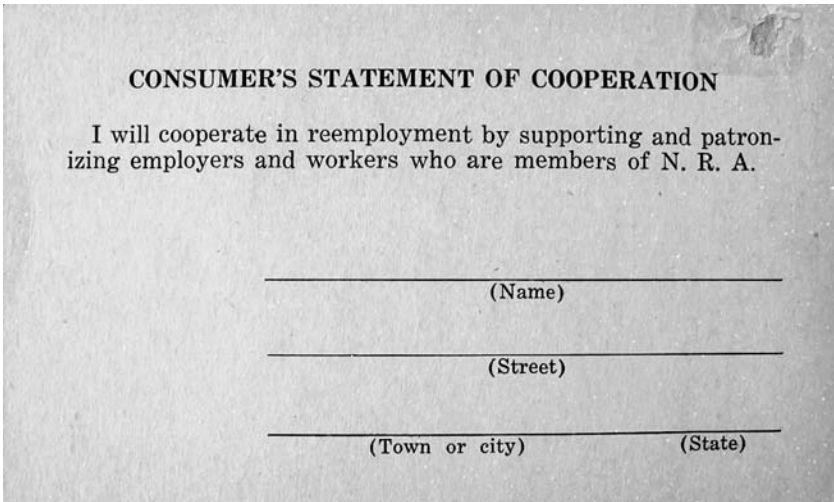 CONSUMER'S STATEMENT OF COOPERATION
I will cooperate in reemployment by supporting and patron-
izing employers and workers who are members of N. R. A.
(Name)
(Street)
(Town or city) (State)